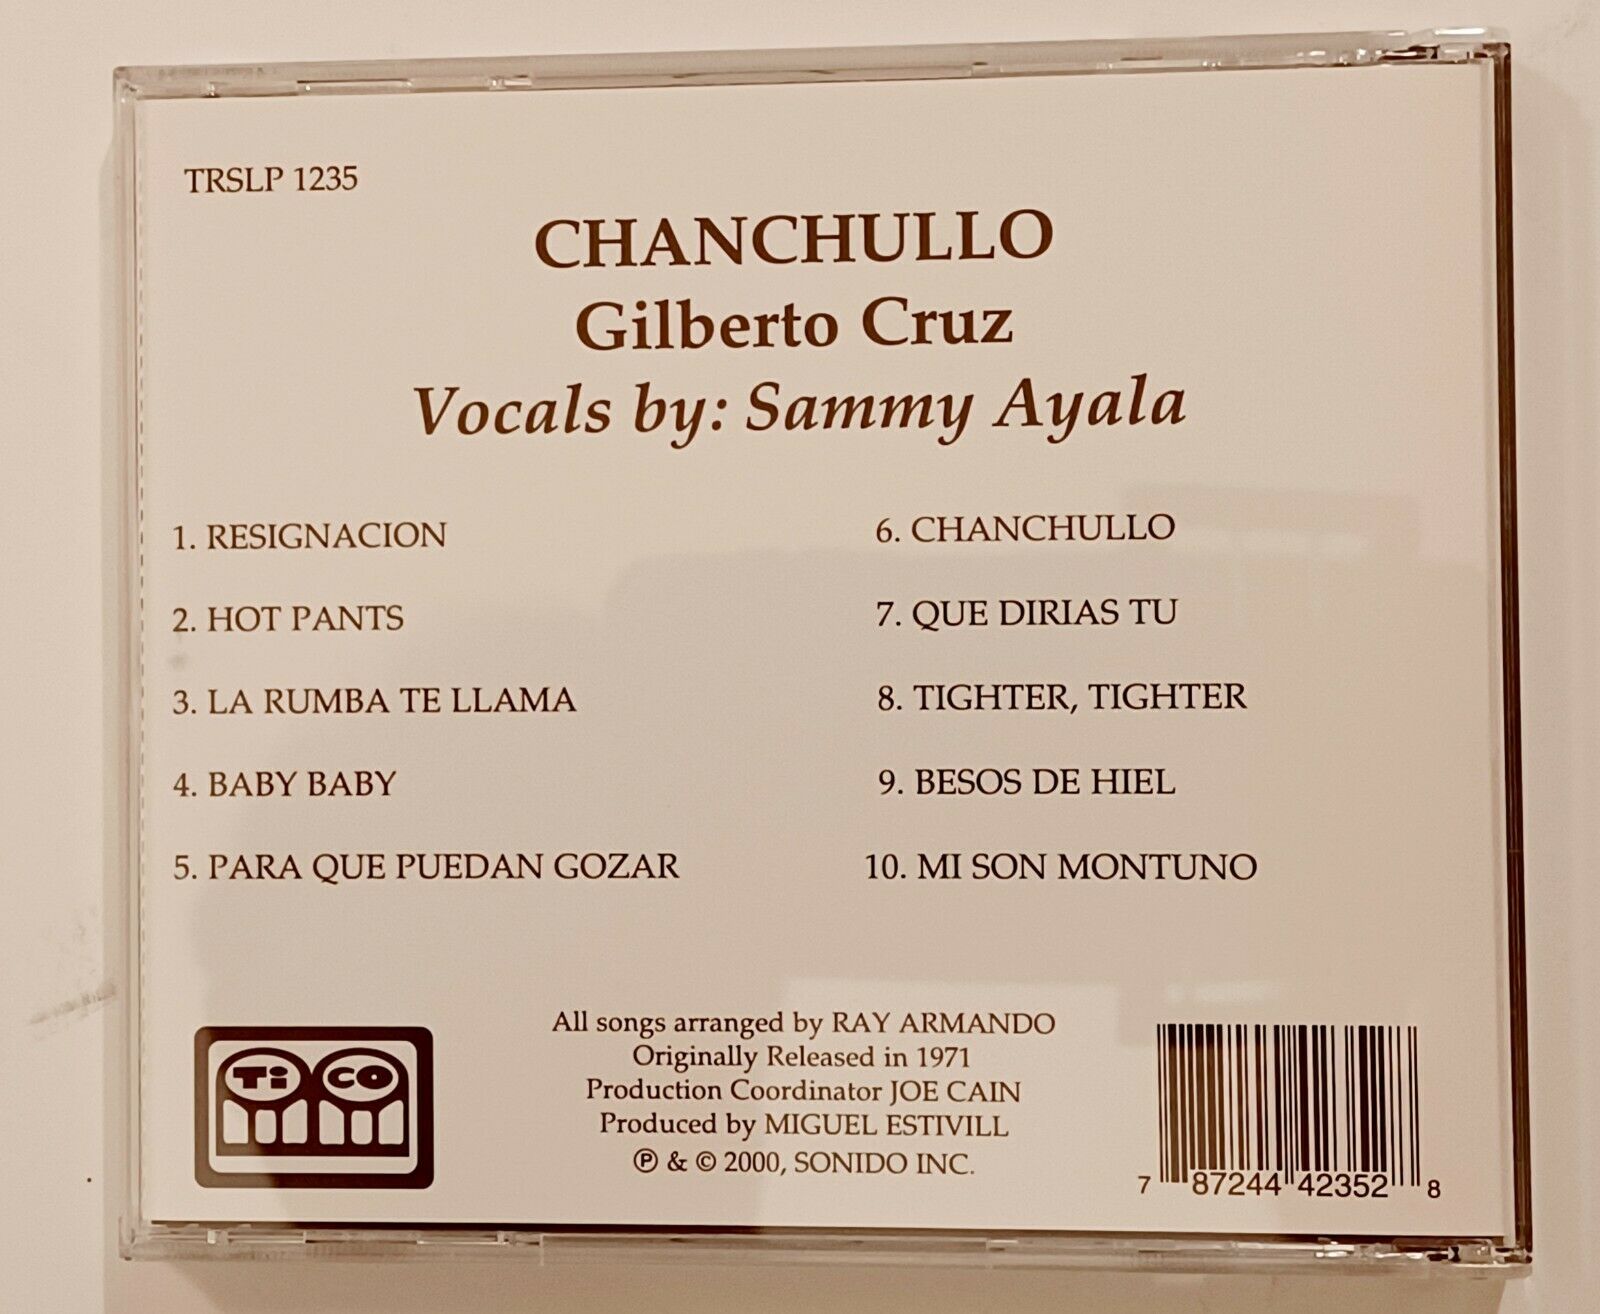 TRSLP 1235
CHANCHULLO
Gilberto Cruz
Vocals by: Sammy Ayala
1. RESIGNACION
2. HOT PANTS
3. LA RUMBA TE LLAMA
4. BABY BABY
5. PARA QUE PUEDAN GOZAR
6. CHANCHULLO
7. QUE DIRIAS TU
8. TIGHTER, TIGHTER
9. BESOS DE HIEL
10. MI SON MONTUNO
TiCO
All songs arranged by RAY ARMANDO
Originally Released in 1971
Production Coordinator JOE CAIN
Produced by MIGUEL ESTIVILL
℗ & © 2000, SONIDO INC.
7 87244 42352 8